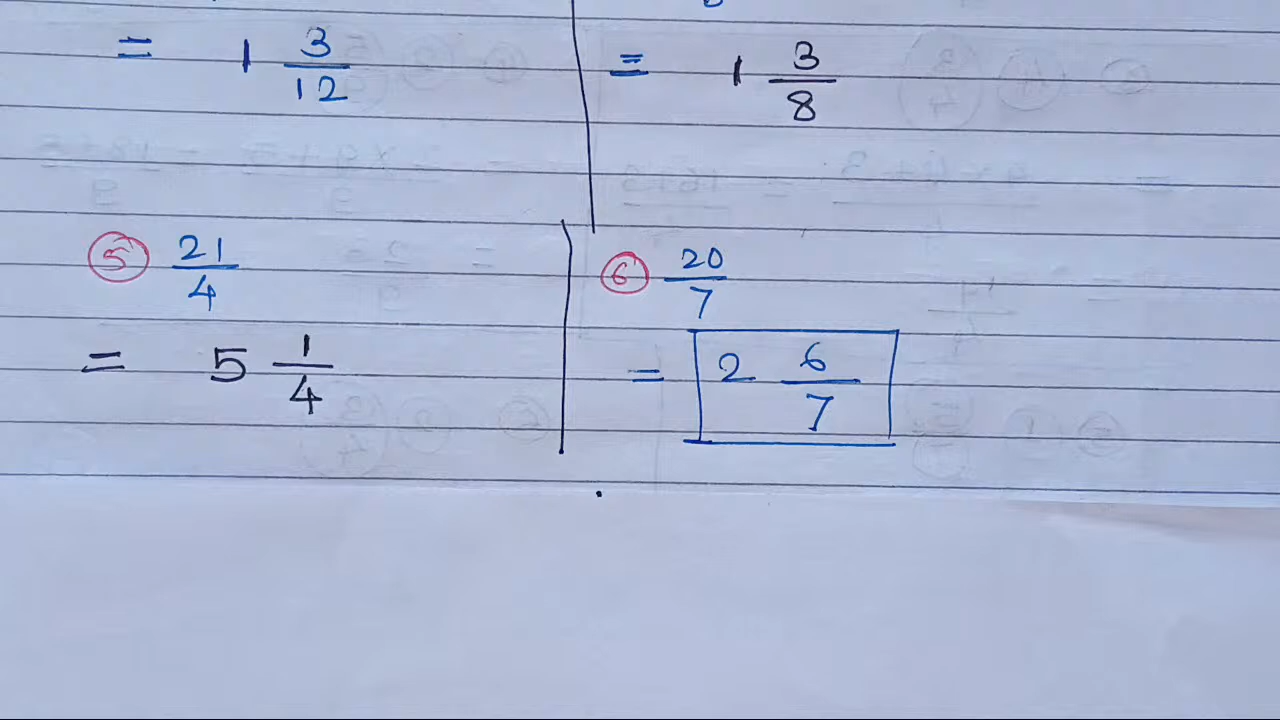 = 1 3/12
= 1 3/8
5 21/4
= 5 1/4
6 20/7
= 2 6/7